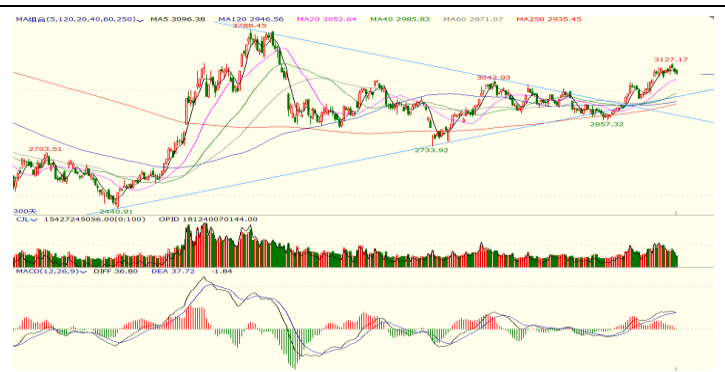 MA组合(5,120,20,40,60,250) MA5 3096.38 MA120 2946.56 MA20 3052.64 MA40 2985.83 MA60 2971.07 MA250 2935.45
3288.45
3127.17
3042.93
2857.32
2703.51
2733.92
2440.91
300天
CJL 15427245056.00(0:100) OPID 181240070144.00
MACD(12,26,9) DIFF 36.80 DEA 37.72 -1.84